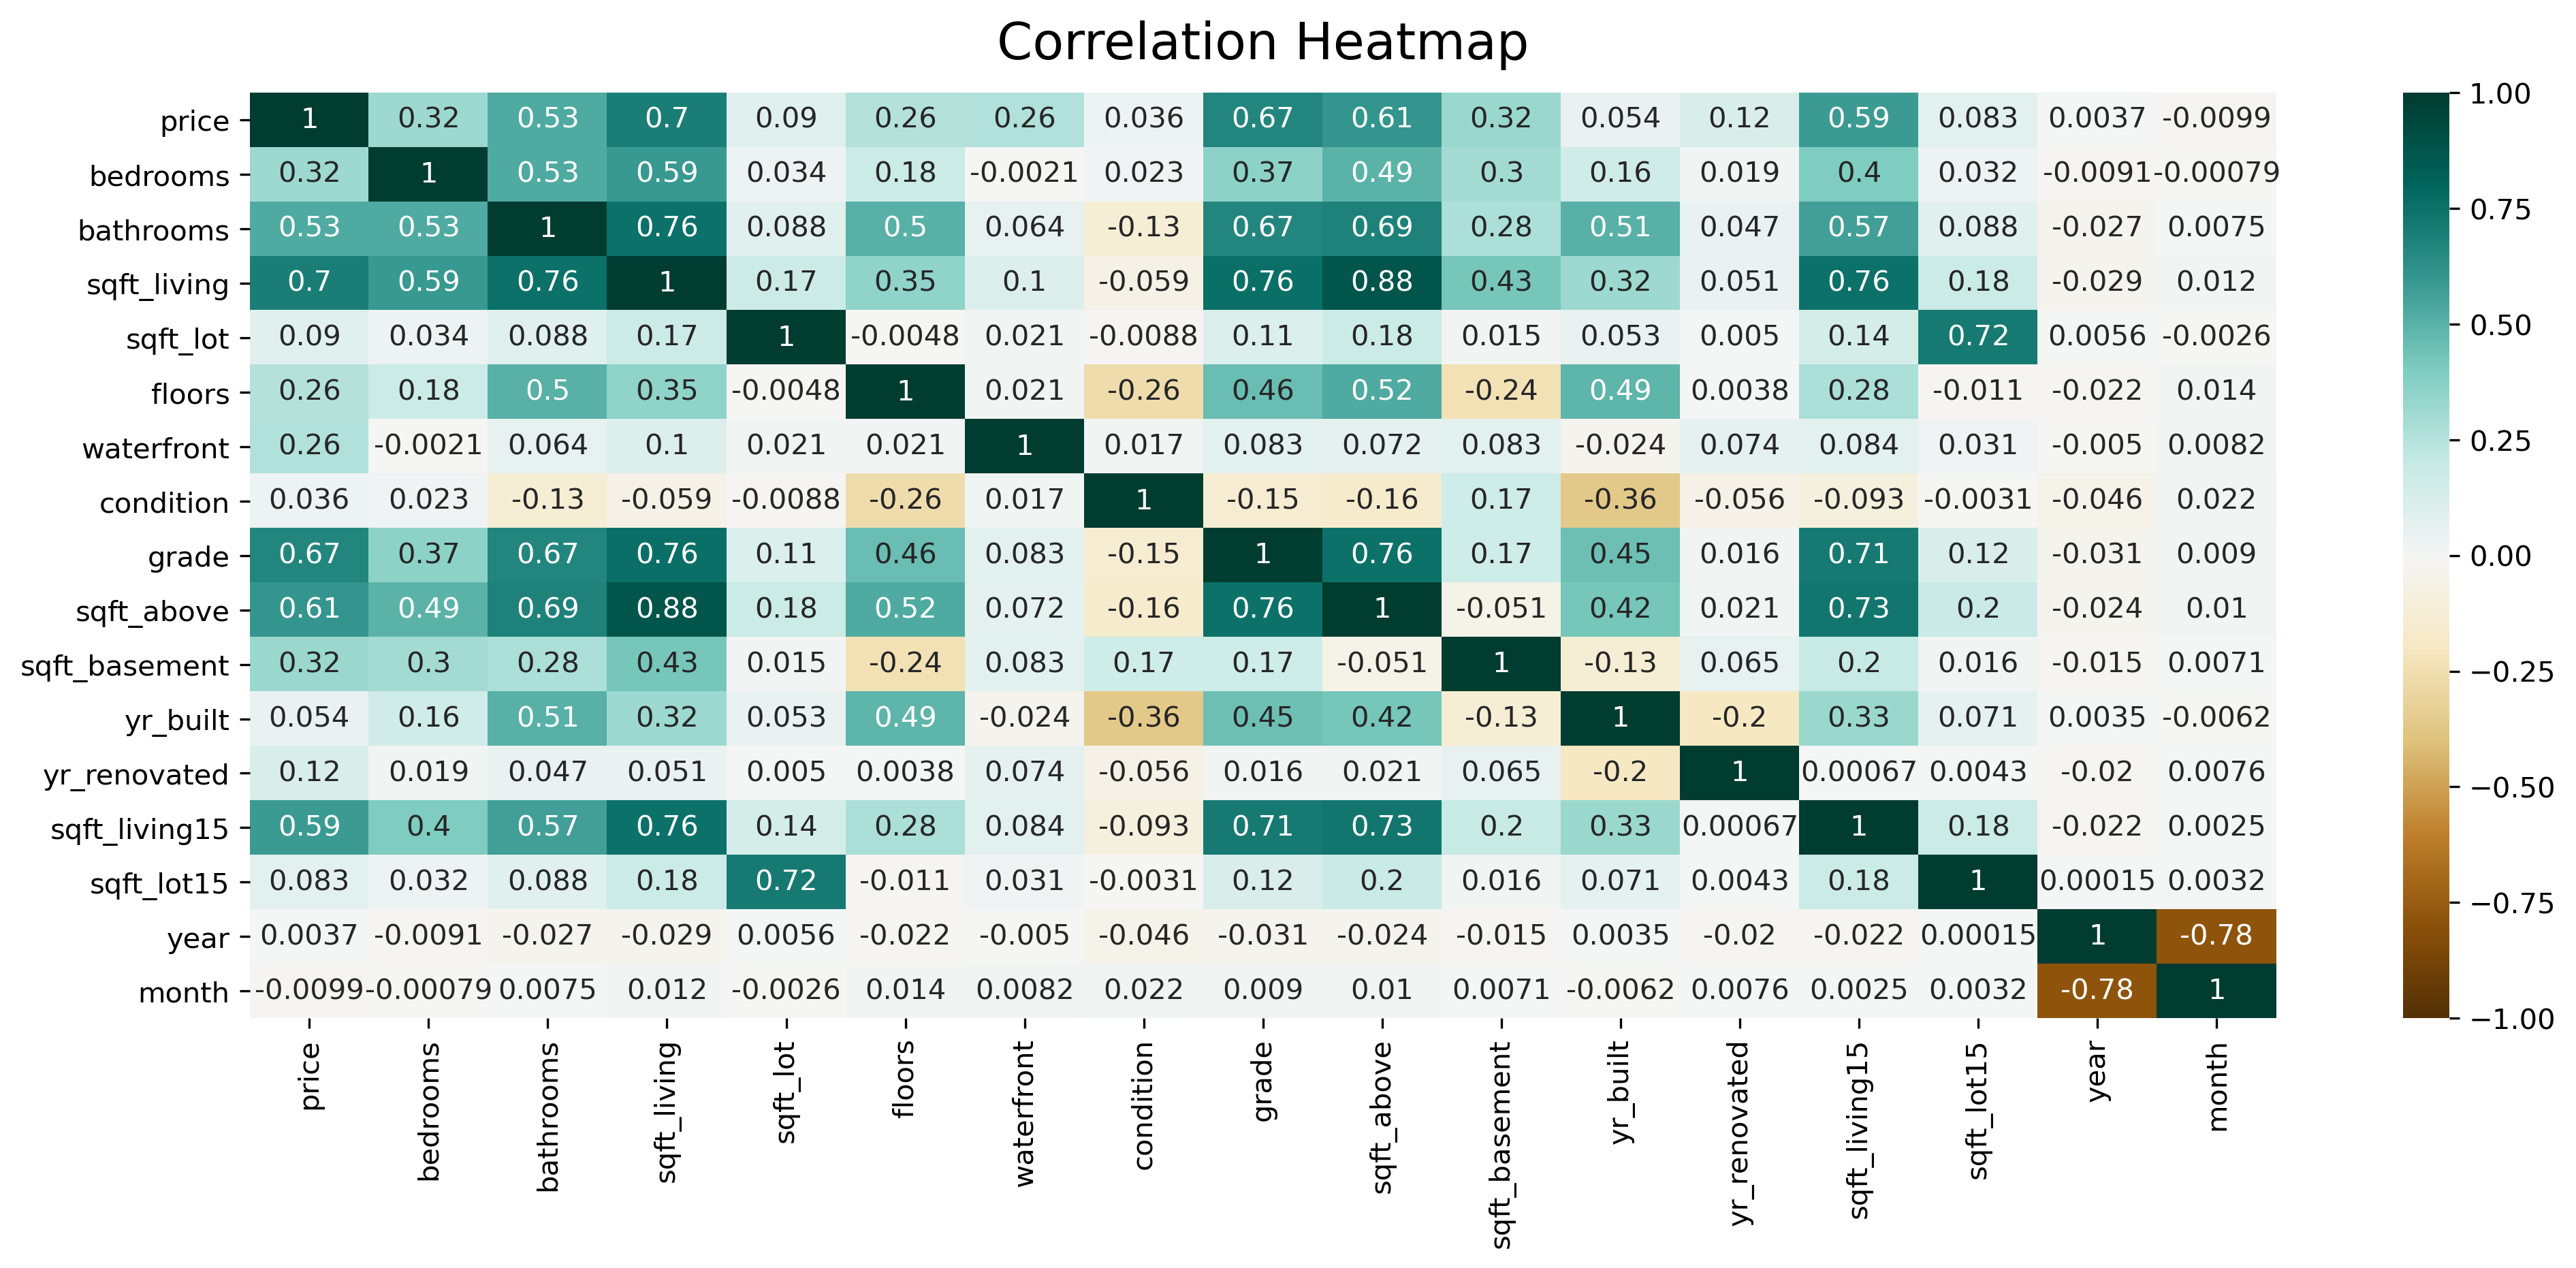 Correlation Heatmap
price 1 0.32 0.53 0.7 0.09 0.26 0.26 0.036 0.67 0.61 0.32 0.054 0.12 0.59 0.083 0.0037 -0.0099
bedrooms 0.32 1 0.53 0.59 0.034 0.18 -0.0021 0.023 0.37 0.49 0.3 0.16 0.019 0.4 0.032 -0.0091 -0.00079
bathrooms 0.53 0.53 1 0.76 0.088 0.5 0.064 -0.13 0.67 0.69 0.28 0.51 0.047 0.57 0.088 -0.027 0.0075
sqft_living 0.7 0.59 0.76 1 0.17 0.35 0.1 -0.059 0.76 0.88 0.43 0.32 0.051 0.76 0.18 -0.029 0.012
sqft_lot 0.09 0.034 0.088 0.17 1 -0.0048 0.021 -0.0088 0.11 0.18 0.015 0.053 0.005 0.14 0.72 0.0056 -0.0026
floors 0.26 0.18 0.5 0.35 -0.0048 1 0.021 -0.26 0.46 0.52 -0.24 0.49 0.0038 0.28 -0.011 -0.022 0.014
waterfront 0.26 -0.0021 0.064 0.1 0.021 0.021 1 0.017 0.083 0.072 0.083 -0.024 0.074 0.084 0.031 -0.005 0.0082
condition 0.036 0.023 -0.13 -0.059 -0.0088 -0.26 0.017 1 -0.15 -0.16 0.17 -0.36 -0.056 -0.093 -0.0031 -0.046 0.022
grade 0.67 0.37 0.67 0.76 0.11 0.46 0.083 -0.15 1 0.76 0.17 0.45 0.016 0.71 0.12 -0.031 0.009
sqft_above 0.61 0.49 0.69 0.88 0.18 0.52 0.072 -0.16 0.76 1 -0.051 0.42 0.021 0.73 0.2 -0.024 0.01
sqft_basement 0.32 0.3 0.28 0.43 0.015 -0.24 0.083 0.17 0.17 -0.051 1 -0.13 0.065 0.2 0.016 -0.015 0.0071
yr_built 0.054 0.16 0.51 0.32 0.053 0.49 -0.024 -0.36 0.45 0.42 -0.13 1 -0.2 0.33 0.071 0.0035 -0.0062
yr_renovated 0.12 0.019 0.047 0.051 0.005 0.0038 0.074 -0.056 0.016 0.021 0.065 -0.2 1 0.00067 0.0043 -0.02 0.0076
sqft_living15 0.59 0.4 0.57 0.76 0.14 0.28 0.084 -0.093 0.71 0.73 0.2 0.33 0.00067 1 0.18 -0.022 0.0025
sqft_lot15 0.083 0.032 0.088 0.18 0.72 -0.011 0.031 -0.0031 0.12 0.2 0.016 0.071 0.0043 0.18 1 0.00015 0.0032
year 0.0037 -0.0091 -0.027 -0.029 0.0056 -0.022 -0.005 -0.046 -0.031 -0.024 -0.015 0.0035 -0.02 -0.022 0.00015 1 -0.78
month -0.0099 -0.00079 0.0075 0.012 -0.0026 0.014 0.0082 0.022 0.009 0.01 0.0071 -0.0062 0.0076 0.0025 0.0032 -0.78 1
price
bedrooms
bathrooms
sqft_living
sqft_lot
floors
waterfront
condition
grade
sqft_above
sqft_basement
yr_built
yr_renovated
sqft_living15
sqft_lot15
year
month
1.00
0.75
0.50
0.25
0.00
−0.25
−0.50
−0.75
−1.00